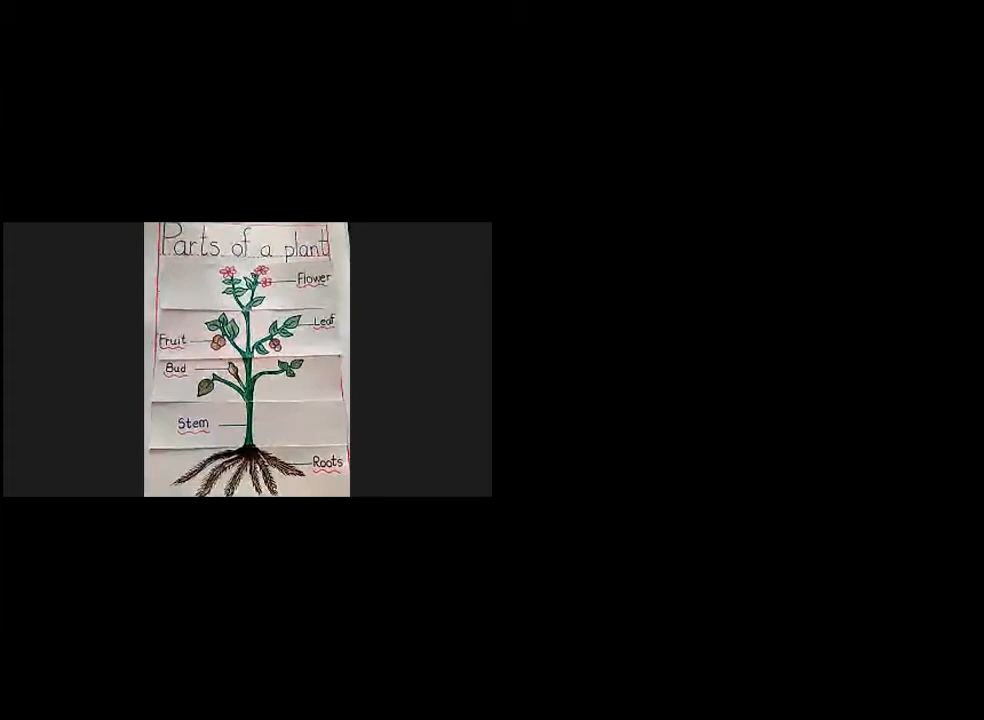 Parts of a plant
Flower
Leaf
Fruit
Bud
Stem
Roots